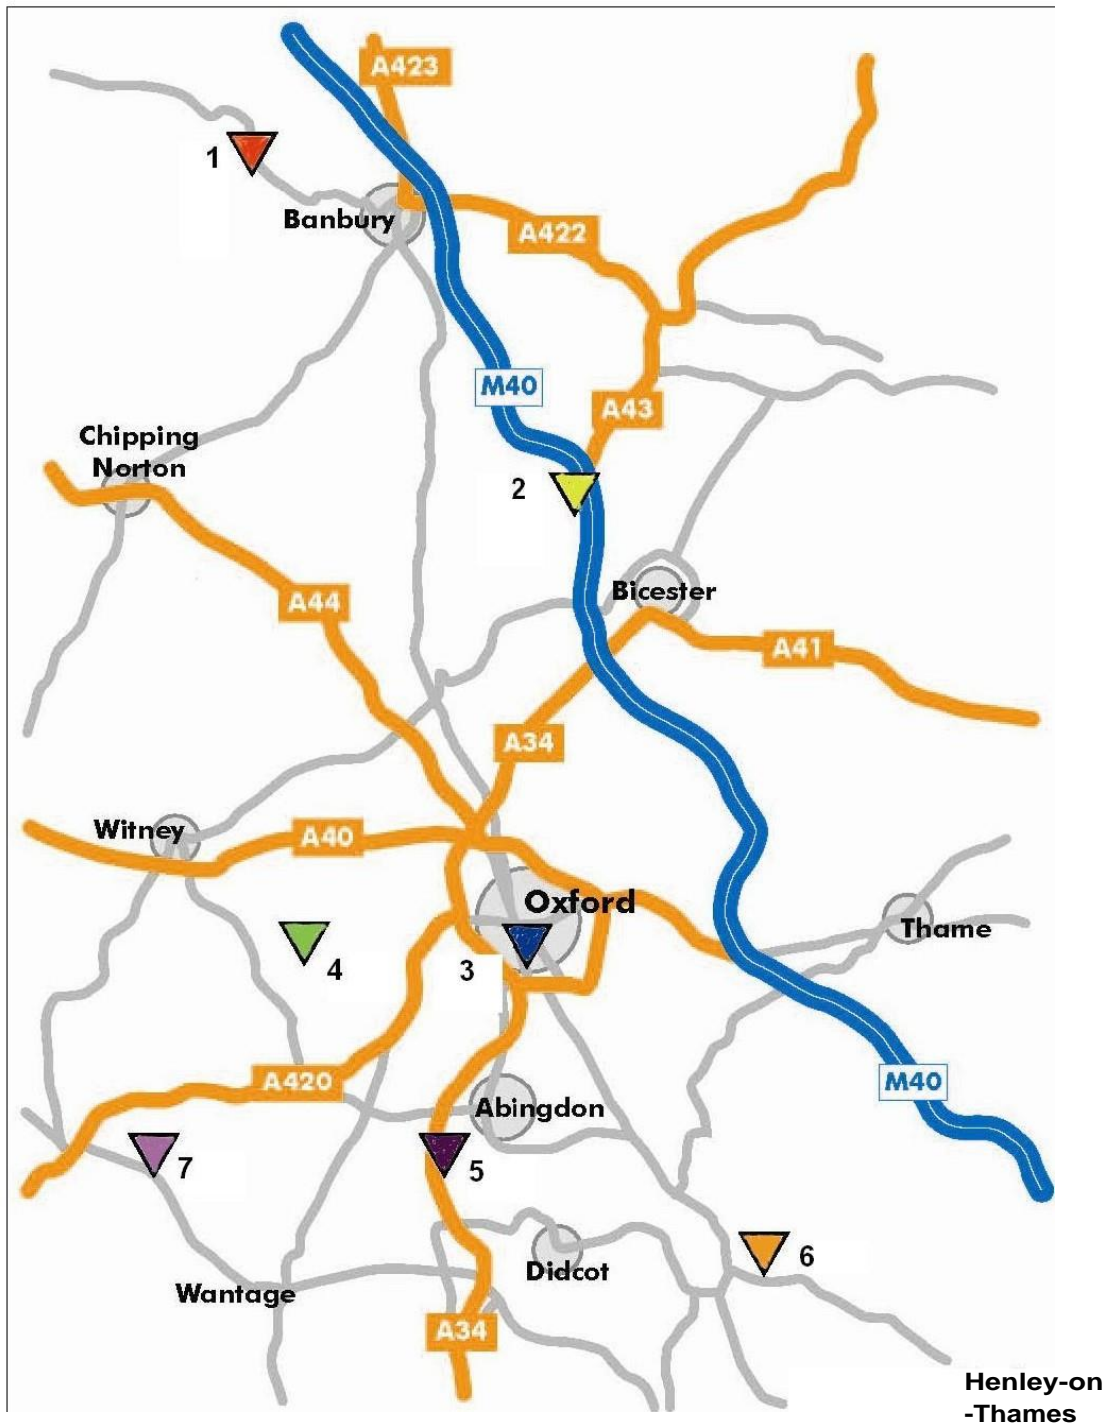 A423
1
Banbury
A422
M40
A43
Chipping
Norton
2
Bicester
A44
A41
A34
Witney
A40
Oxford
Thame
3
4
A420
M40
Abingdon
7
5
6
Didcot
Wantage
A34
Henley-on
-Thames